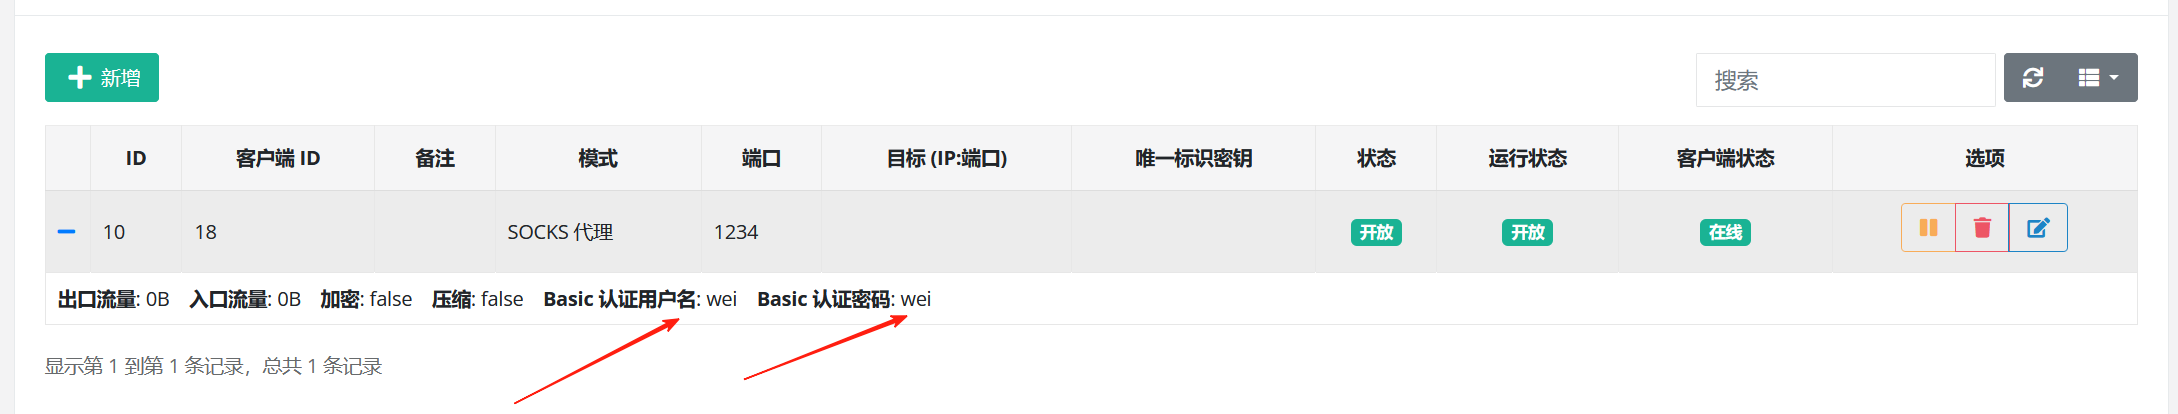 新增
搜索
ID 客户端 ID 备注 模式 端口 目标 (IP:端口) 唯一标识密钥 状态 运行状态 客户端状态 选项
10 18 SOCKS 代理 1234 开放 开放 在线
出口流量: 0B 入口流量: 0B 加密: false 压缩: false Basic 认证用户名: wei Basic 认证密码: wei
显示第 1 到第 1 条记录，总共 1 条记录